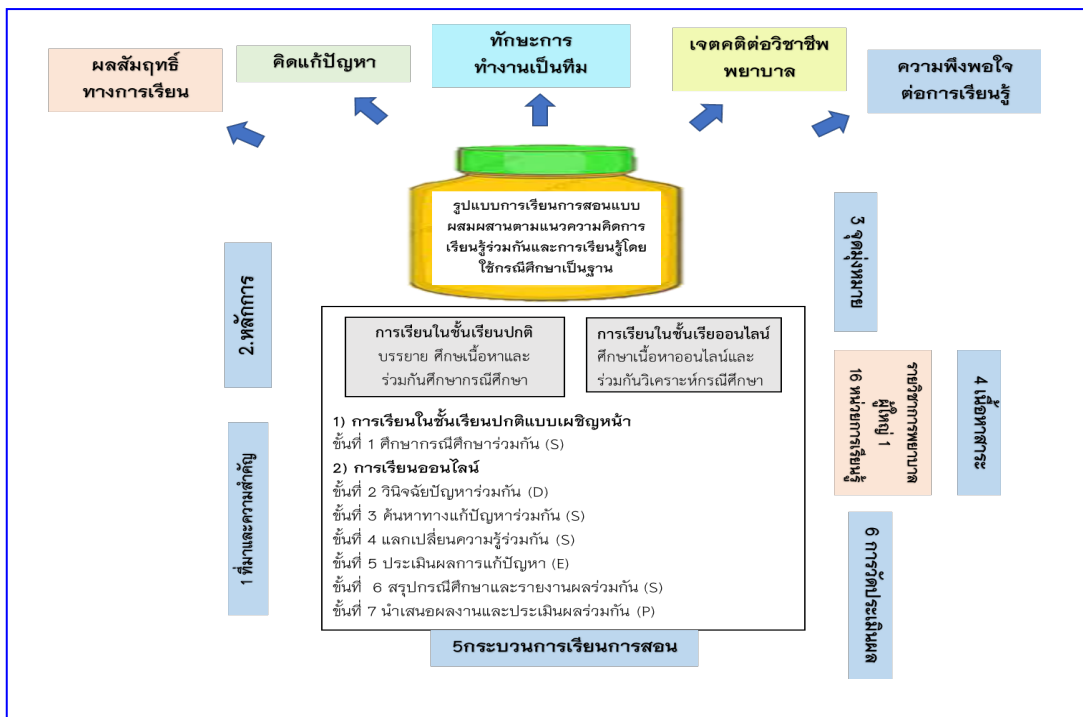 ผลสัมฤทธิ์
ทางการเรียน
คิดแก้ปัญหา
ทักษะการ
ทำงานเป็นทีม
เจตคติต่อวิชาชีพ
พยาบาล
ความพึงพอใจ
ต่อการเรียนรู้
รูปแบบการเรียนการสอนแบบ
ผสมผสานตามแนวความคิดการ
เรียนรู้ร่วมกันและการเรียนรู้โดย
ใช้กรณีศึกษาเป็นฐาน
2.หลักการ
1 ที่มาและความสำคัญ
การเรียนในชั้นเรียนปกติ
บรรยาย ศึกษเนื้อหาและ
ร่วมกันศึกษากรณีศึกษา
การเรียนในชั้นเรียออนไลน์
ศึกษาเนื้อหาออนไลน์และ
ร่วมกันวิเคราะห์กรณีศึกษา
1) การเรียนในชั้นเรียนปกติแบบเผชิญหน้า
ขั้นที่ 1 ศึกษากรณีศึกษาร่วมกัน (S)
2) การเรียนออนไลน์
ขั้นที่ 2 วินิจฉัยปัญหาร่วมกัน (D)
ขั้นที่ 3 ค้นหาทางแก้ปัญหาร่วมกัน (S)
ขั้นที่ 4 แลกเปลี่ยนความรู้ร่วมกัน (S)
ขั้นที่ 5 ประเมินผลการแก้ปัญหา (E)
ขั้นที่ 6 สรุปกรณีศึกษาและรายงานผลร่วมกัน (S)
ขั้นที่ 7 นำเสนอผลงานและประเมินผลร่วมกัน (P)
5กระบวนการเรียนการสอน
3 จุดมุ่งหมาย
รายวิชาการพยาบาล
ผู้ใหญ่ 1
16 หน่วยการเรียนรู้
4 เนื้อหาสาระ
6 การวัดประเมินผล